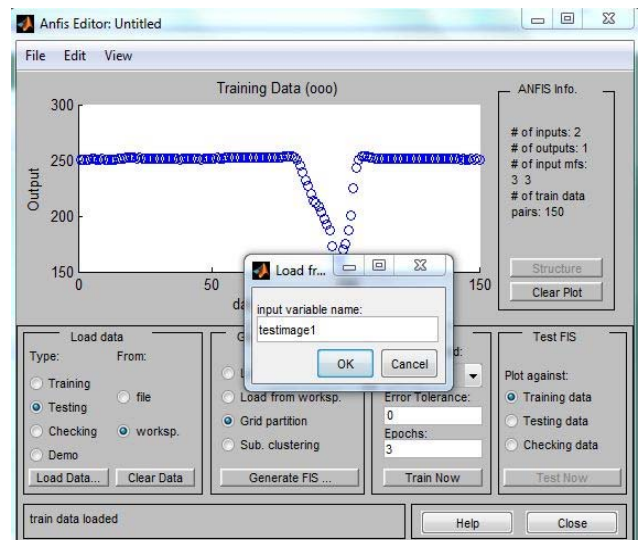 Anfis Editor: Untitled
File Edit View
Training Data (ooo)
300
250
200
150
Output
0
50
150
ANFIS Info.
# of inputs: 2
# of outputs: 1
# of input mfs:
3 3
# of train data
pairs: 150
Structure
Clear Plot
Load fr...
input variable name:
testimage1
OK Cancel
Load data
Type: From:
Training
Testing
Checking
Demo
file
worksp.
Load Data... Clear Data
Load from worksp.
Grid partition
Sub. clustering
Generate FIS ...
Error Tolerance:
0
Epochs:
3
Train Now
Test FIS
Plot against:
Training data
Testing data
Checking data
Test Now
train data loaded
Help Close